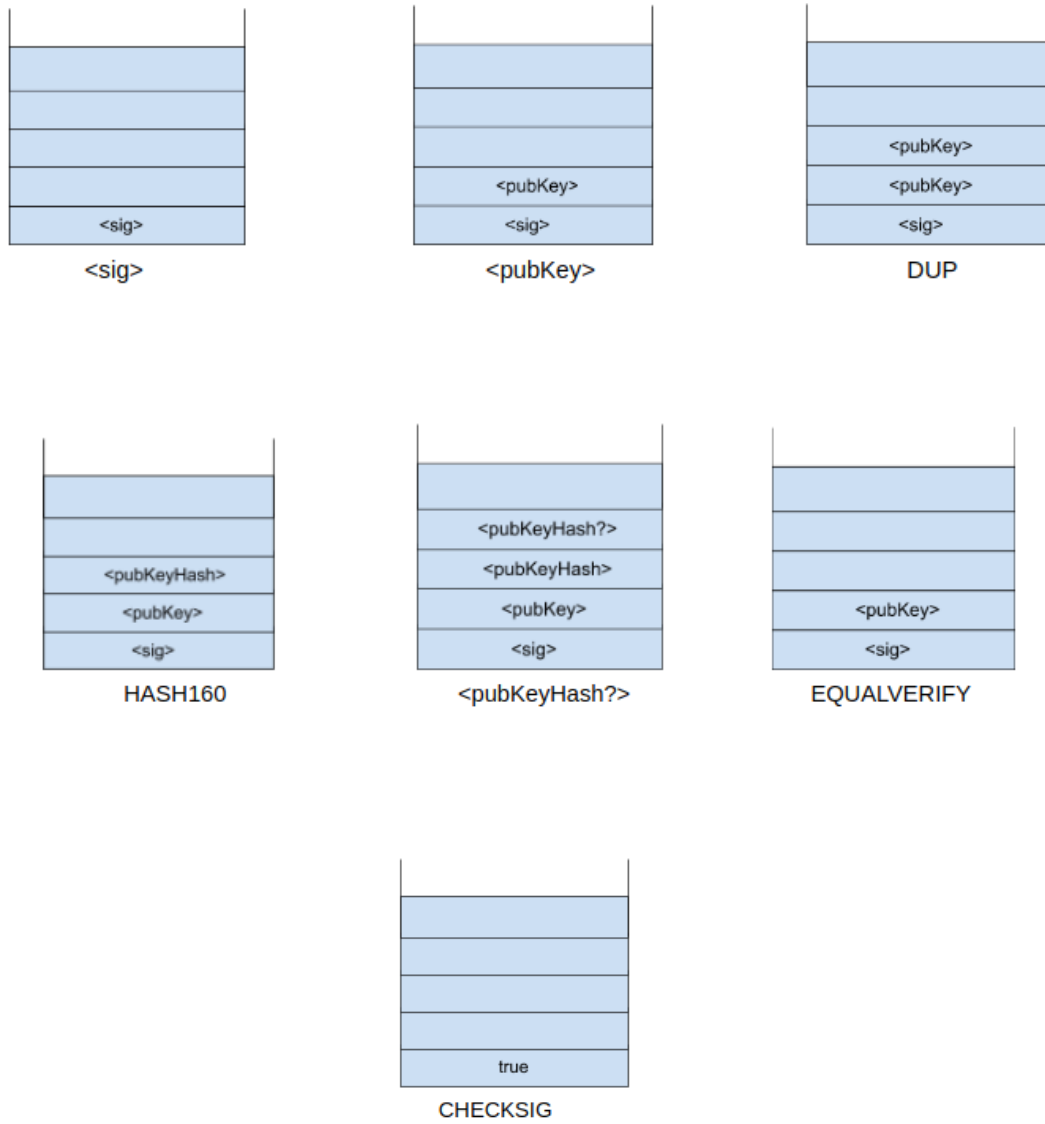 <sig>
<sig>
<pubKey>
<sig>
<pubKey>
<pubKey>
<pubKey>
<sig>
DUP
<pubKeyHash>
<pubKey>
<sig>
HASH160
<pubKeyHash?>
<pubKeyHash>
<pubKey>
<sig>
<pubKeyHash?>
<pubKey>
<sig>
EQUALVERIFY
true
CHECKSIG